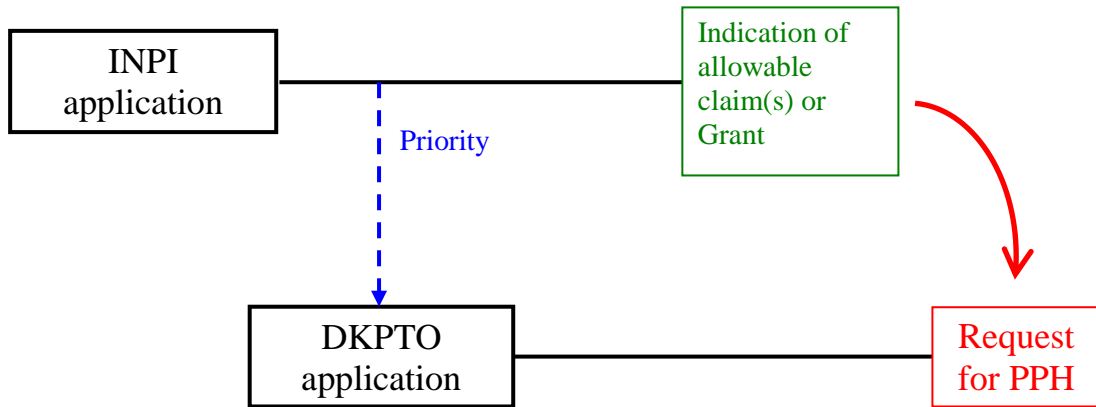 INPI
application
Indication of
allowable
claim(s) or
Grant
Priority
DKPTO
application
Request
for PPH